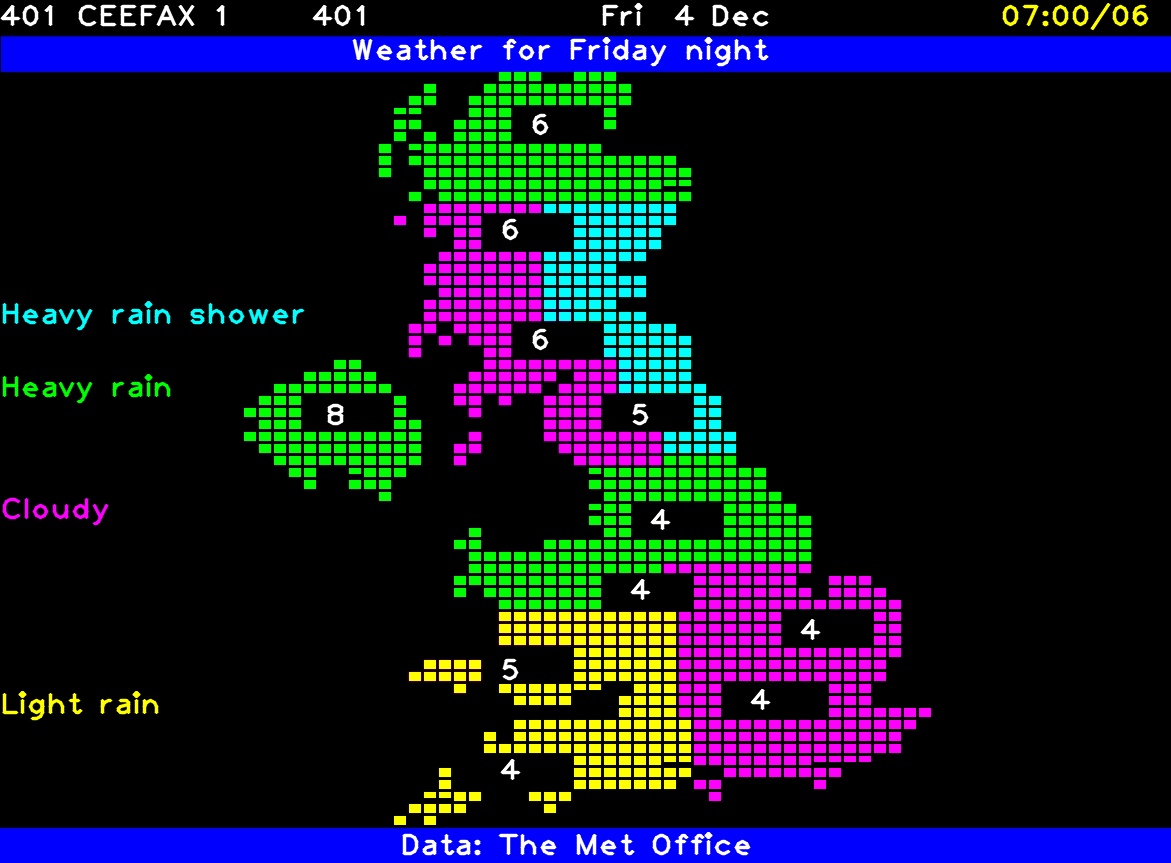 401 CEEFAX 1 401 Fri 4 Dec 07:00/06
Weather for Friday night
6
6
Heavy rain shower
6
Heavy rain
8 5
Cloudy
4
4
4
5
Light rain 4
4
Data: The Met Office